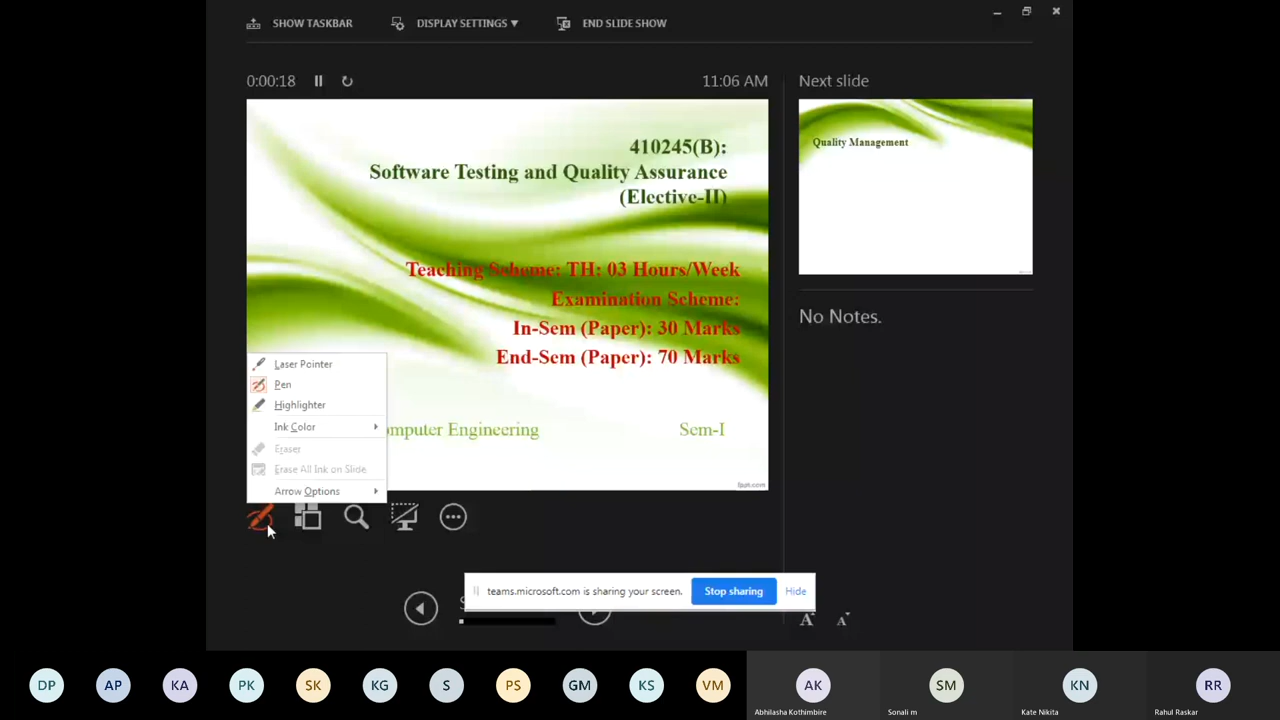 SHOW TASKBAR
DISPLAY SETTINGS ▼
END SLIDE SHOW
0:00:18
11:06 AM
Next slide
410245(B):
Software Testing and Quality Assurance
(Elective-II)
Teaching Scheme: TH: 03 Hours/Week
Examination Scheme:
In-Sem (Paper): 30 Marks
End-Sem (Paper): 70 Marks
omputer Engineering
Sem-I
fppt.com
Quality Management
No Notes.
Laser Pointer
Pen
Highlighter
Ink Color
Eraser
Erase All Ink on Slide
Arrow Options
teams.microsoft.com is sharing your screen.
Stop sharing
Hide
A
A
DP
AP
KA
PK
SK
KG
S
PS
GM
KS
VM
AK
SM
KN
RR
Abhilasha Kothimbire
Sonali m
Kate Nikita
Rahul Raskar